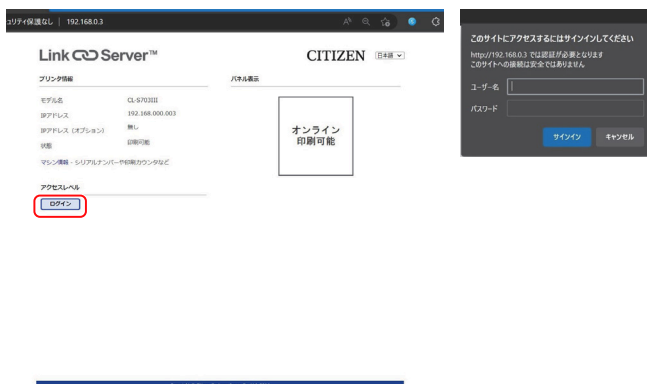 ュリティ保護なし | 192.168.0.3
Link Server™
CITIZEN
日本語
プリンタ情報
パネル表示
モデル名 CL-S703III
IPアドレス 192.168.000.003
IPアドレス (オプション) 無し
状態 印刷可能
マシン情報 - シリアルナンバーや印刷カウンタなど
オンライン
印刷可能
アクセスレベル
ログイン
このサイトにアクセスするにはサインインしてください
http://192.168.0.3 では認証が必要となります
このサイトへの接続は安全ではありません
ユーザー名
パスワード
サインイン キャンセル